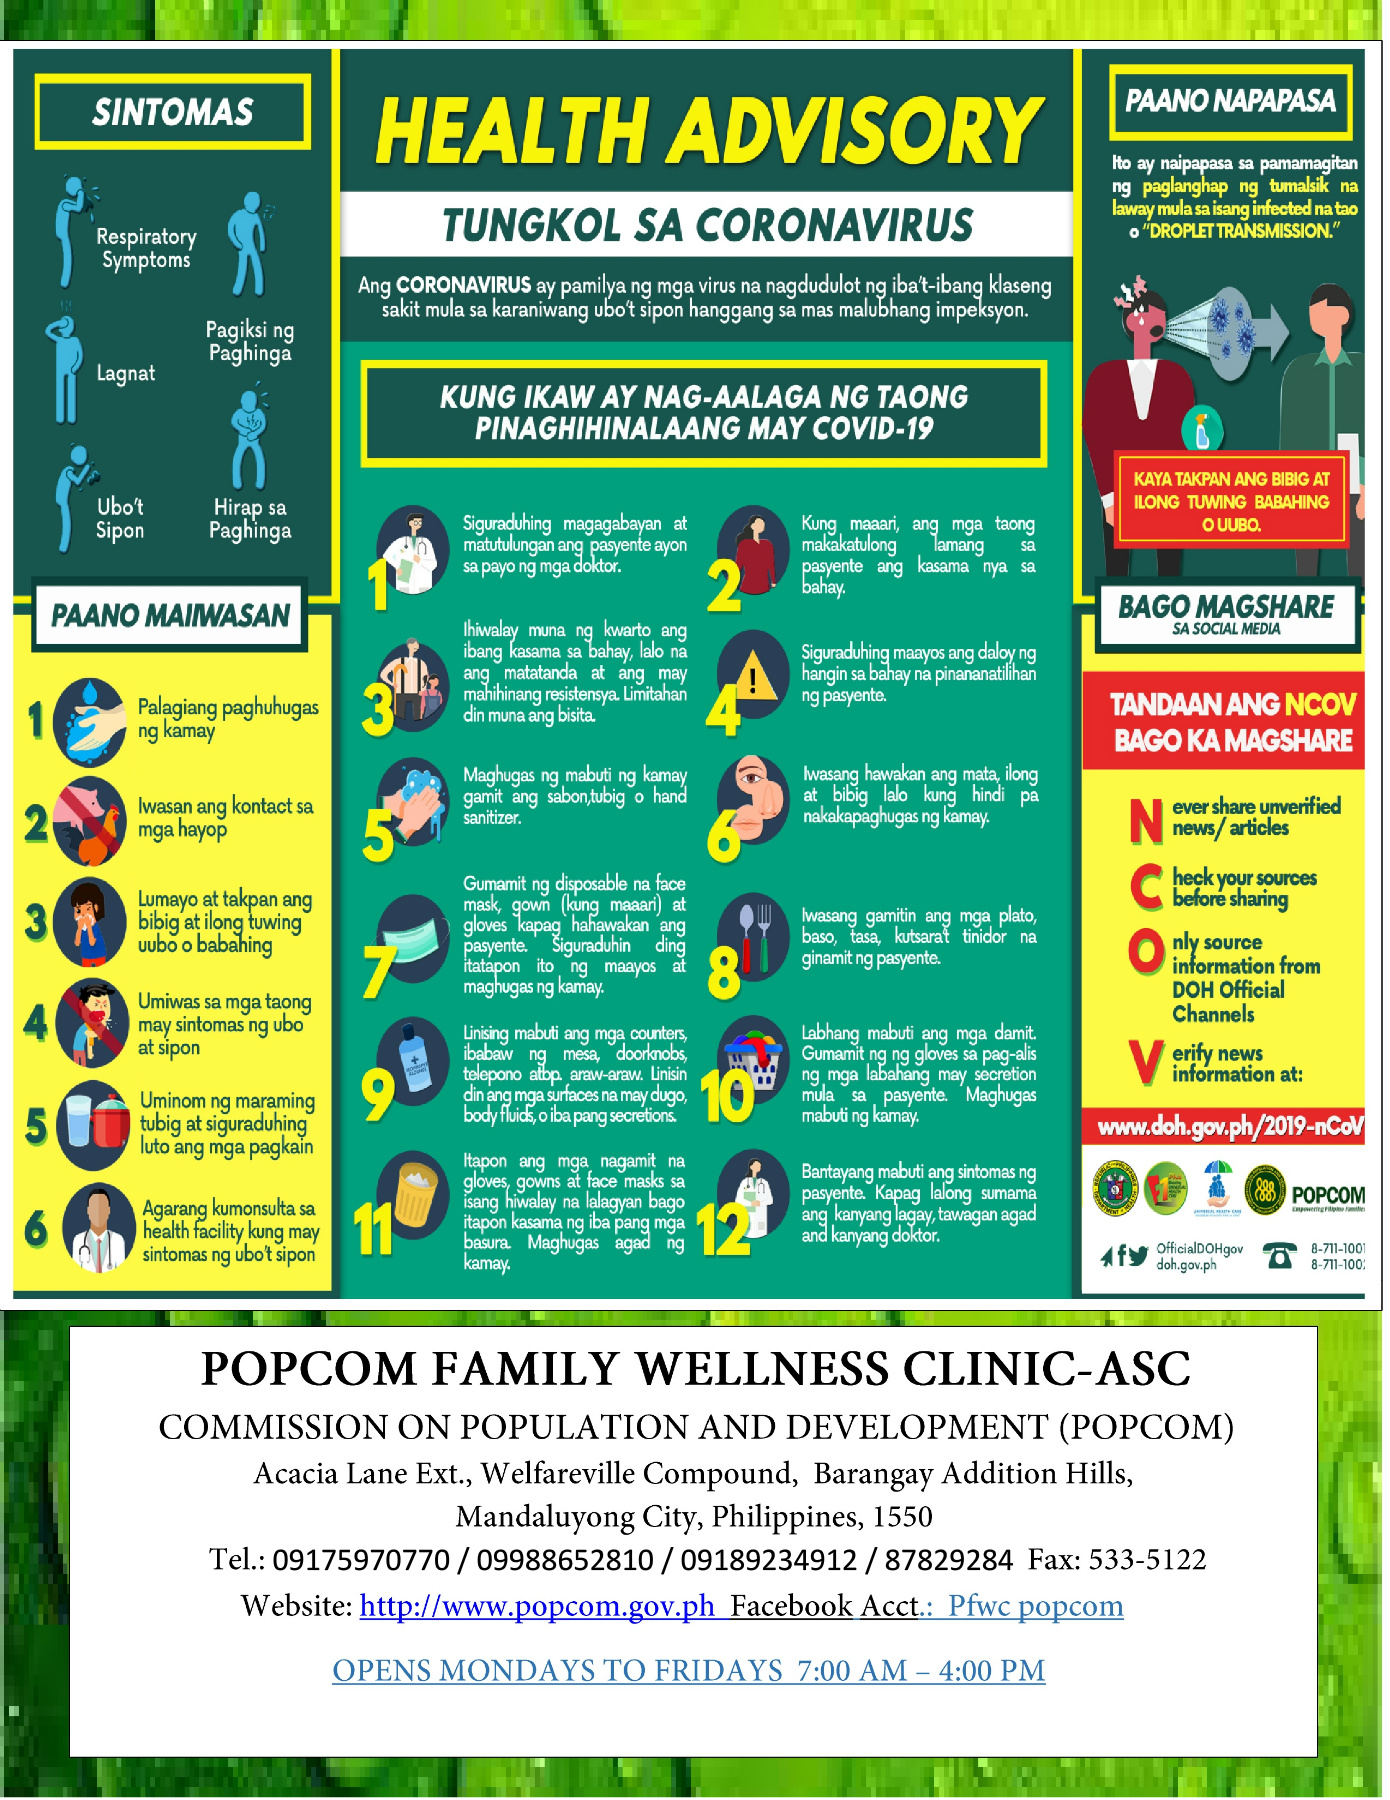 SINTOMAS
Respiratory
Symptoms
Pagiksi ng
Paghinga
Lagnat
Ubo't
Sipon
Hirap sa
Paghinga
PAANO MAIIWASAN
1
Palagiang paghuhugas
ng kamay
2
Iwasan ang kontact sa
mga hayop
3
Lumayo at takpan ang
bibig at ilong tuwing
uubo o babahing
4
Umiwas sa mga taong
may sintomas ng ubo
at sipon
5
Uminom ng maraming
tubig at siguraduhing
luto ang mga pagkain
6
Agarang kumonsulta sa
health facility kung may
sintomas ng ubo't sipon
HEALTH ADVISORY
TUNGKOL SA CORONAVIRUS
Ang CORONAVIRUS ay pamilya ng mga virus na nagdudulot ng iba't-ibang klaseng
sakit mula sa karaniwang ubo't sipon hanggang sa mas malubhang impeksyon.
KUNG IKAW AY NAG-AALAGA NG TAONG
PINAGHIHINALAANG MAY COVID-19
1
Siguraduhing magagabayan at
matutulungan ang pasyente ayon
sa payo ng mga doktor.
2
Kung maaari, ang mga taong
makakatulong lamang sa
pasyente ang kasama nya sa
bahay.
3
Ihiwalay muna ng kwarto ang
ibang kasama sa bahay, lalo na
ang matatanda at ang may
mahihinang resistensya. Limitahan
din muna ang bisita.
4
Siguraduhing maayos ang daloy ng
hangin sa bahay na pinananatilihan
ng pasyente.
5
Maghugas ng mabuti ng kamay
gamit ang sabon,tubig o hand
sanitizer.
6
Iwasang hawakan ang mata, ilong
at bibig lalo kung hindi pa
nakakapaghugas ng kamay.
7
Gumamit ng disposable na face
mask, gown (kung maaari) at
gloves kapag hahawakan ang
pasyente. Siguraduhin ding
itatapon ito ng maayos at
maghugas ng kamay.
8
Iwasang gamitin ang mga plato,
baso, tasa, kutsara't tinidor na
ginamit ng pasyente.
9
Linising mabuti ang mga counters,
ibabaw ng mesa, doorknobs,
telepono atbp. araw-araw. Linisin
din ang mga surfaces na may dugo,
body fluids, o iba pang secretions.
10
Labhang mabuti ang mga damit.
Gumamit ng ng gloves sa pag-alis
ng mga labahang may secretion
mula sa pasyente. Maghugas
mabuti ng kamay.
11
Itapon ang mga nagamit na
gloves, gowns at face masks sa
isang hiwalay na lalagyan bago
itapon kasama ng iba pang mga
basura. Maghugas agad ng
kamay.
12
Bantayang mabuti ang sintomas ng
pasyente. Kapag lalong sumama
ang kanyang lagay, tawagan agad
and kanyang doktor.
PAANO NAPAPASA
Ito ay naipapasa sa pamamagitan
ng paglanghap ng tumalsik na
laway mula sa isang infected na tao
o "DROPLET TRANSMISSION."
KAYA TAKPAN ANG BIBIG AT
ILONG TUWING BABAHING
O UUBO.
BAGO MAGSHARE
SA SOCIAL MEDIA
TANDAAN ANG NCOV
BAGO KA MAGSHARE
N ever share unverified
news/ articles
C heck your sources
before sharing
O nly source
information from
DOH Official
Channels
V erify news
information at:
www.doh.gov.ph/2019-nCoV
POPCOM
Empowering Filipino Families
OfficialDOHgov
doh.gov.ph
8-711-1001
8-711-1002
POPCOM FAMILY WELLNESS CLINIC-ASC
COMMISSION ON POPULATION AND DEVELOPMENT (POPCOM)
Acacia Lane Ext., Welfareville Compound, Barangay Addition Hills,
Mandaluyong City, Philippines, 1550
Tel.: 09175970770 / 09988652810 / 09189234912 / 87829284 Fax: 533-5122
Website: http://www.popcom.gov.ph Facebook Acct.: Pfwc popcom
OPENS MONDAYS TO FRIDAYS 7:00 AM – 4:00 PM